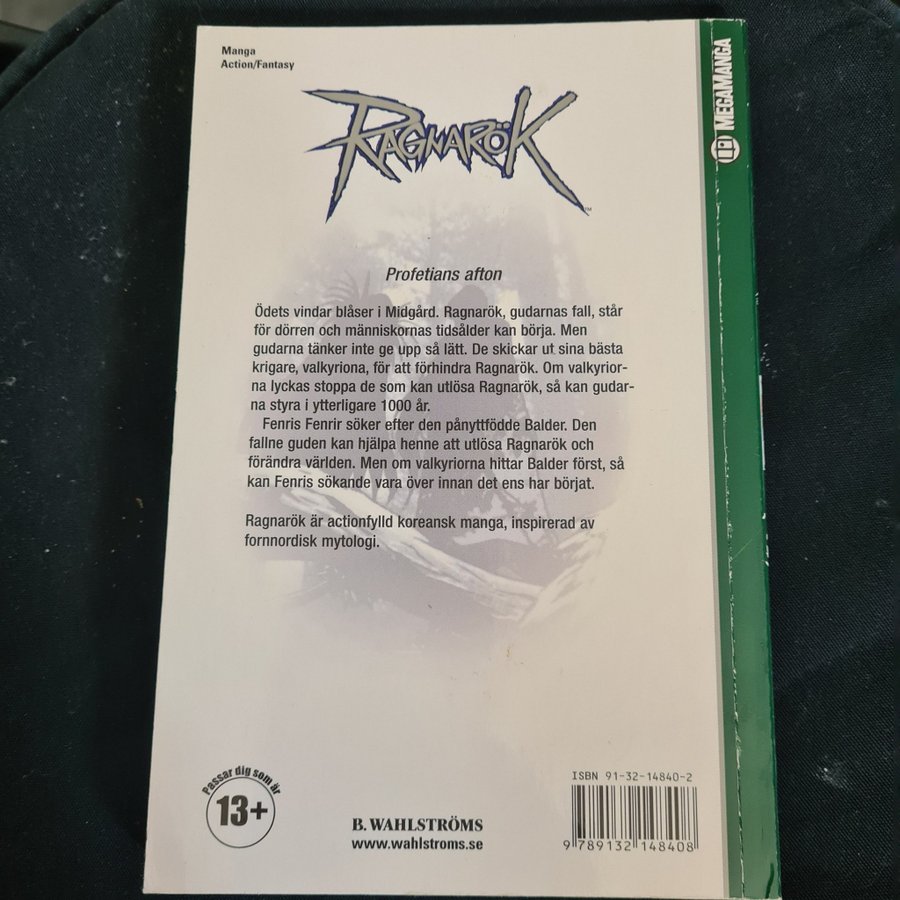 Manga
Action/Fantasy
RAGNARÖK
TM
MEGAMANGA
Profetians afton
Ödets vindar blåser i Midgård. Ragnarök, gudarnas fall, står
för dörren och människornas tidsålder kan börja. Men
gudarna tänker inte ge upp så lätt. De skickar ut sina bästa
krigare, valkyriona, för att förhindra Ragnarök. Om valkyrior-
na lyckas stoppa de som kan utlösa Ragnarök, så kan gudar-
na styra i ytterligare 1000 år.
Fenris Fenrir söker efter den pånyttfödde Balder. Den
fallne guden kan hjälpa henne att utlösa Ragnarök och
förändra världen. Men om valkyriorna hittar Balder först, så
kan Fenris sökande vara över innan det ens har börjat.
Ragnarök är actionfylld koreansk manga, inspirerad av
fornnordisk mytologi.
Passar dig som är
13+
B. WAHLSTRÖMS
www.wahlstroms.se
ISBN 91-32-14840-2
9 789132 148408